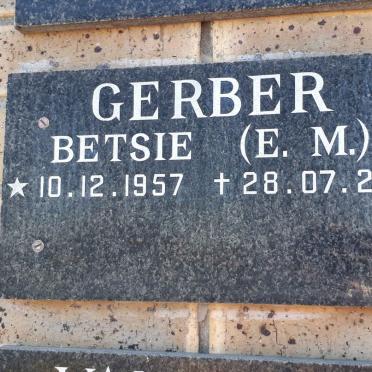 GERBER
BETSIE (E. M.)
★ 10.12.1957 ✝ 28.07.2